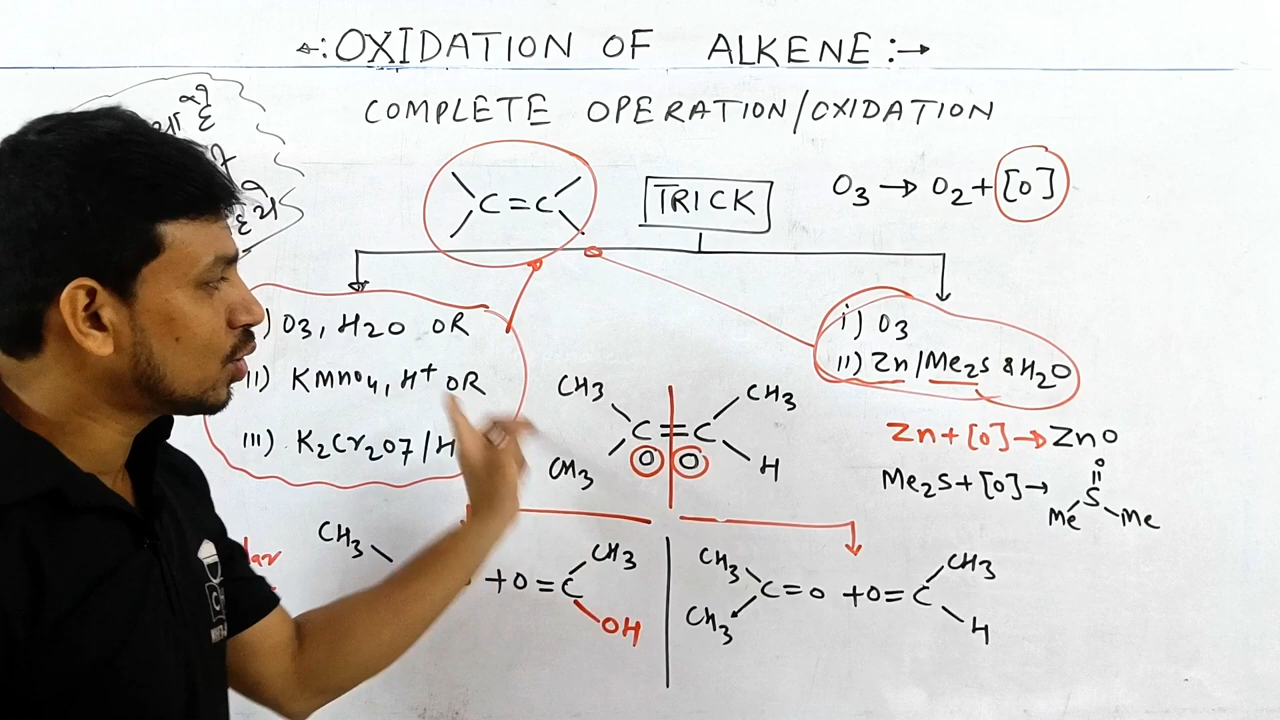 ←: OXIDATION OF ALKENE :→
COMPLETE OPERATION/OXIDATION
C=C
TRICK
O3 → O2 + [O]
) O3, H2O OR
ii) KMnO4, H+ OR
iii) K2Cr2O7/H
i) O3
ii) Zn/Me2S & H2O
CH3 CH3
C=C
O O
CH3 H
Zn+[O]→ZnO
Me2S+[O]→
O
S
Me Me
CH3
+O=C
CH3
OH
CH3
CH3
C=O +O=C
CH3
H